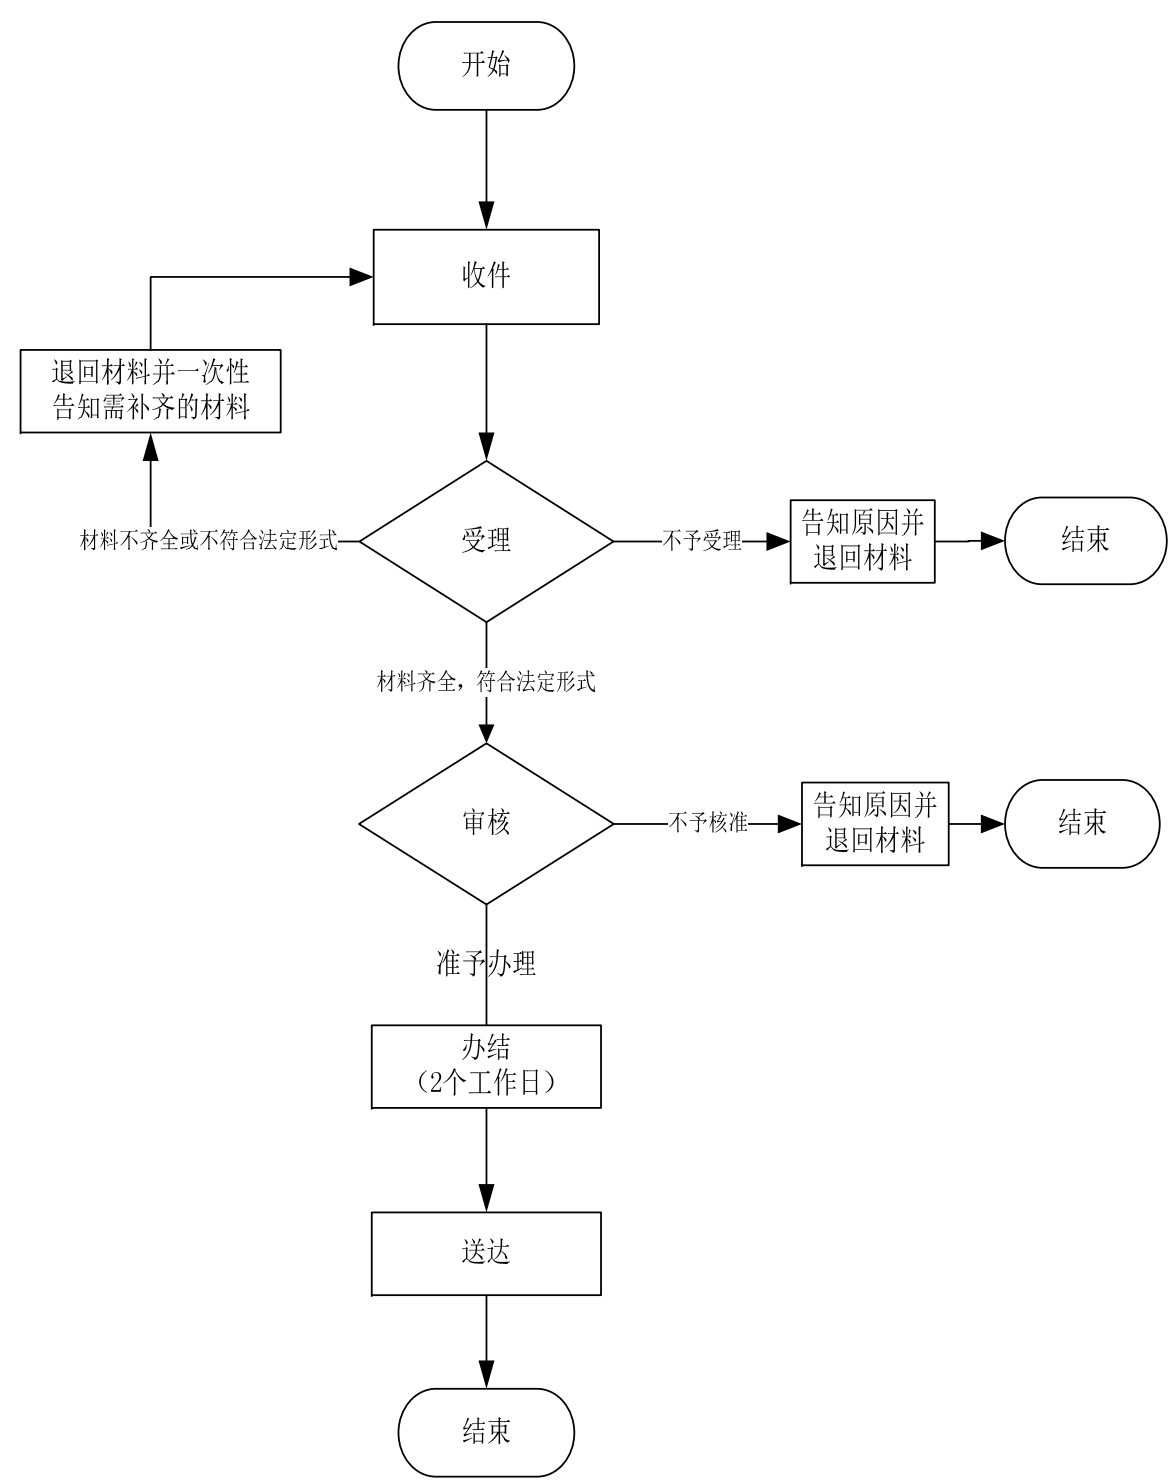 开始
收件
退回材料并一次性
告知需补齐的材料
材料不齐全或不符合法定形式
受理
不予受理
告知原因并
退回材料
结束
材料齐全，符合法定形式
审核
不予核准
告知原因并
退回材料
结束
准予办理
办结
（2个工作日）
送达
结束